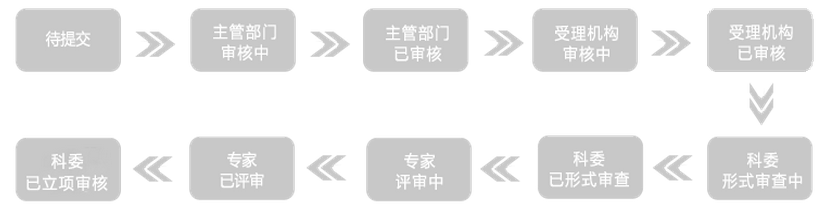 待提交
主管部门
审核中
主管部门
已审核
受理机构
审核中
受理机构
已审核
科委
形式审查中
科委
已形式审查
专家
评审中
专家
已评审
科委
已立项审核